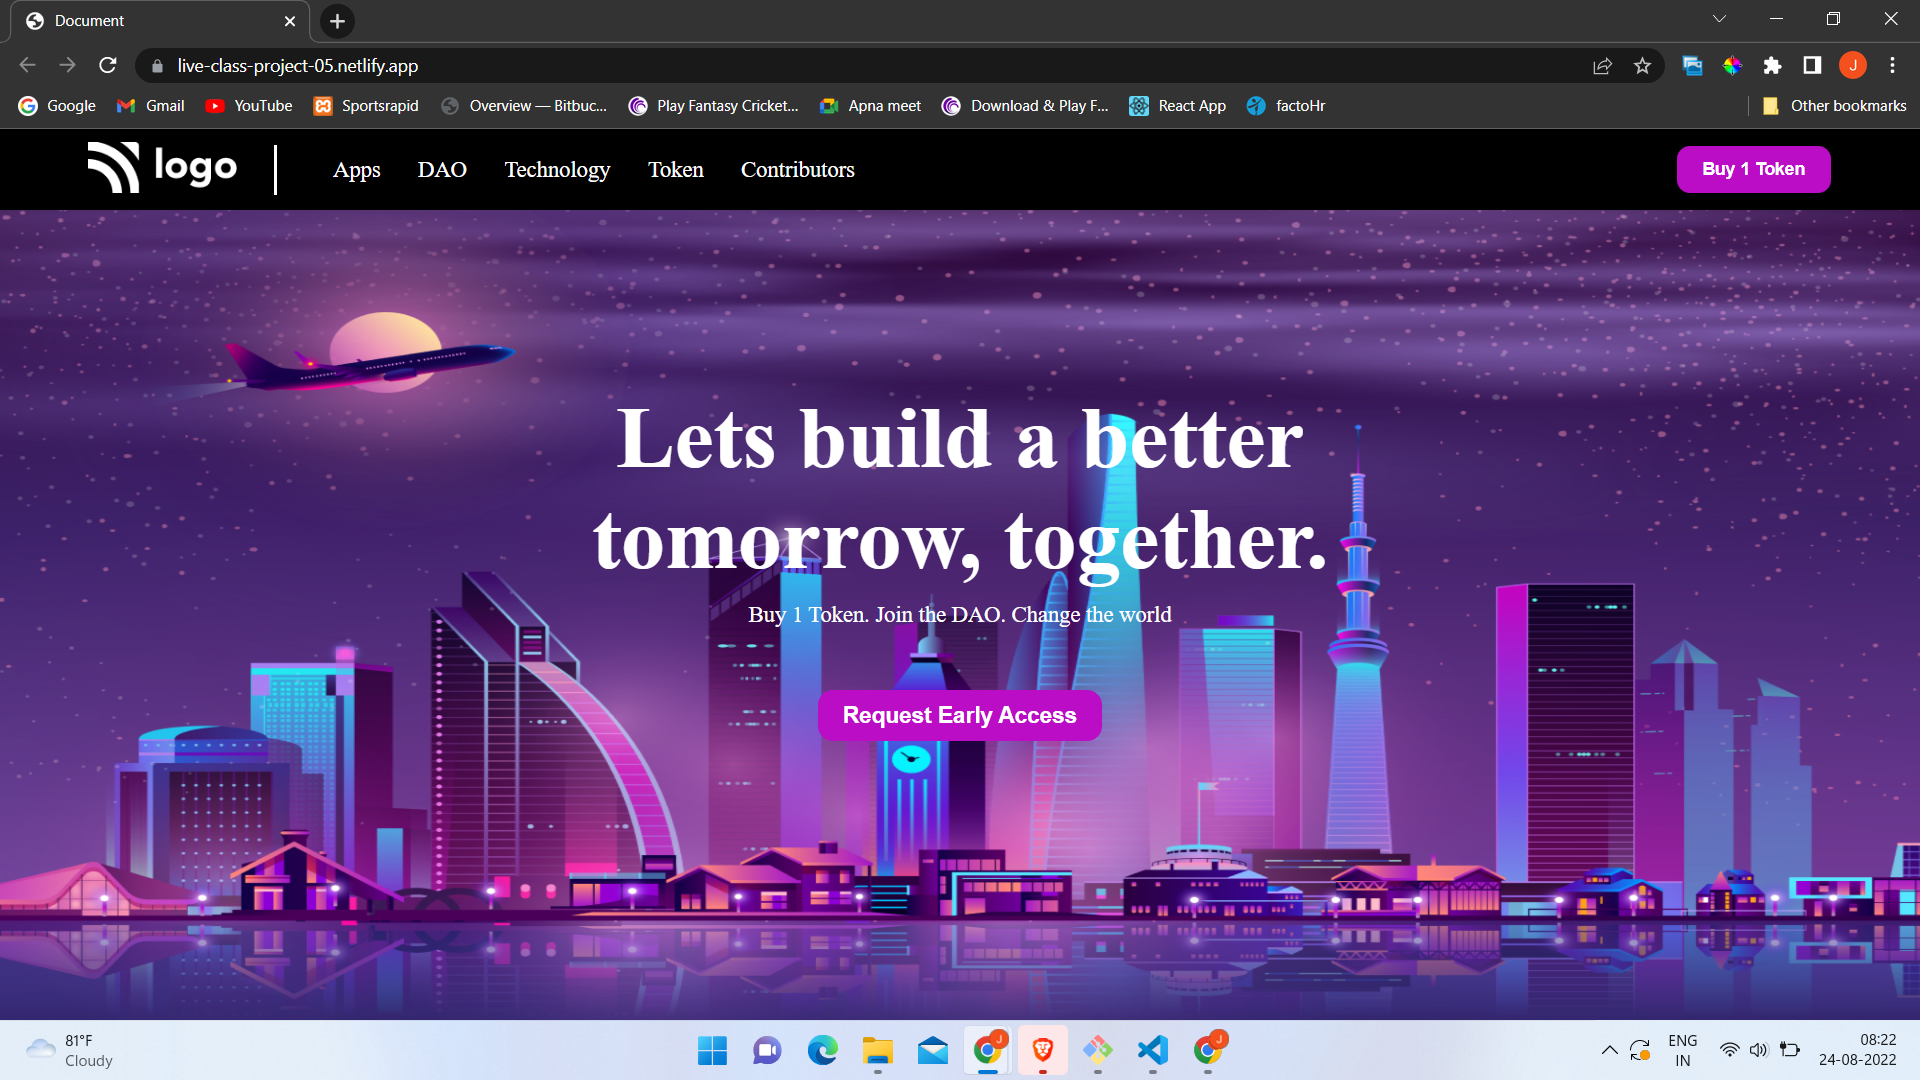 Document
live-class-project-05.netlify.app
J
Google Gmail YouTube Sportsrapid Overview — Bitbuc... Play Fantasy Cricket... Apna meet Download & Play F... React App factoHr Other bookmarks
logo Apps DAO Technology Token Contributors Buy 1 Token
Lets build a better
tomorrow, together.
Buy 1 Token. Join the DAO. Change the world
Request Early Access
81°F
Cloudy
J
J
ENG
IN
08:22
24-08-2022